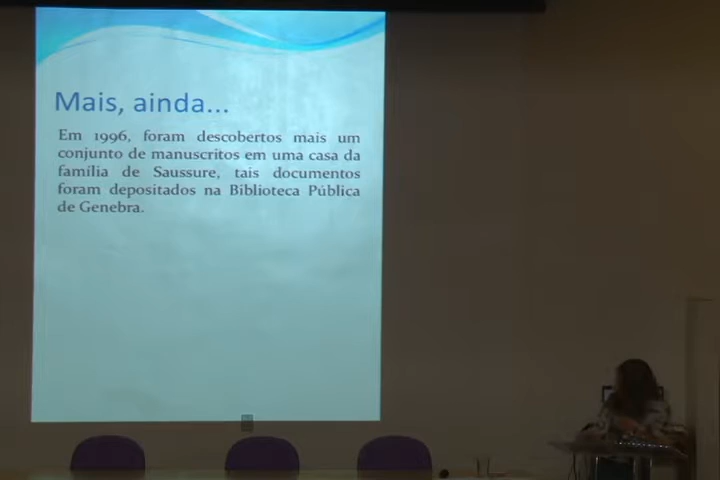 Mais, ainda...
Em 1996, foram descobertos mais um
conjunto de manuscritos em uma casa da
família de Saussure, tais documentos
foram depositados na Biblioteca Pública
de Genebra.